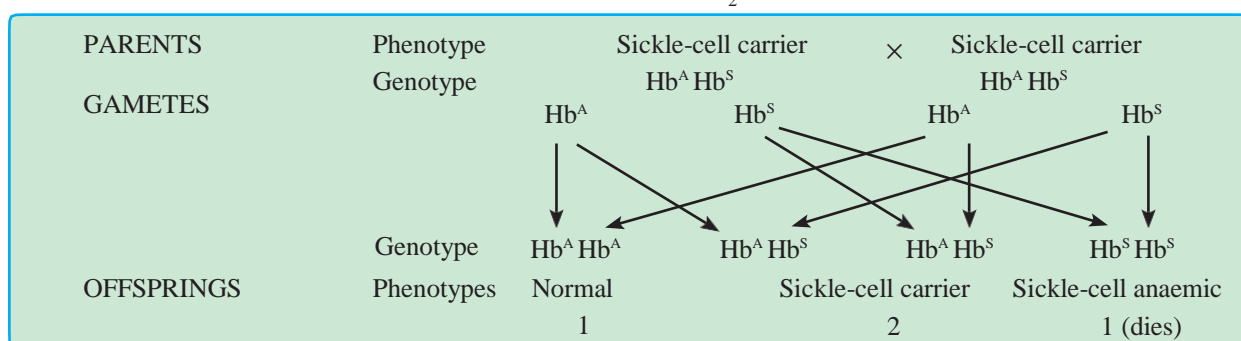 2
PARENTS Phenotype Sickle-cell carrier × Sickle-cell carrier
Genotype Hbᴬ Hbˢ Hbᴬ Hbˢ
GAMETES
Hbᴬ Hbˢ Hbᴬ Hbˢ
Genotype Hbᴬ Hbᴬ Hbᴬ Hbˢ Hbᴬ Hbˢ Hbˢ Hbˢ
OFFSPRINGS Phenotypes Normal Sickle-cell carrier Sickle-cell anaemic
1 2 1 (dies)